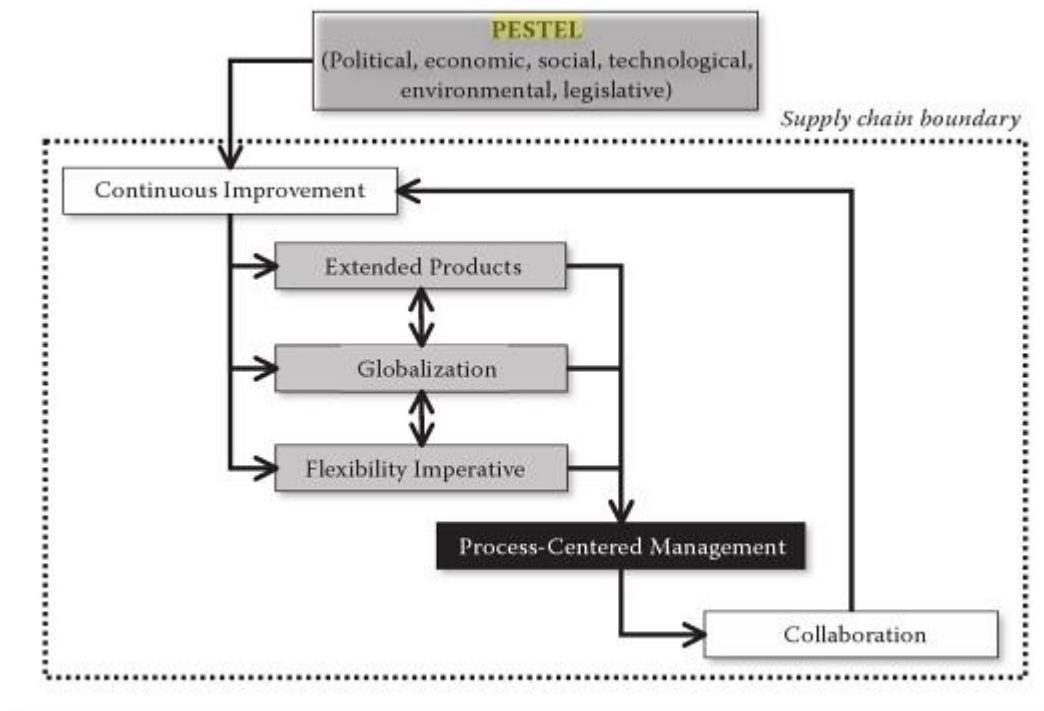 PESTEL
(Political, economic, social, technological,
environmental, legislative)
Supply chain boundary
Continuous Improvement
Extended Products
Globalization
Flexibility Imperative
Process-Centered Management
Collaboration